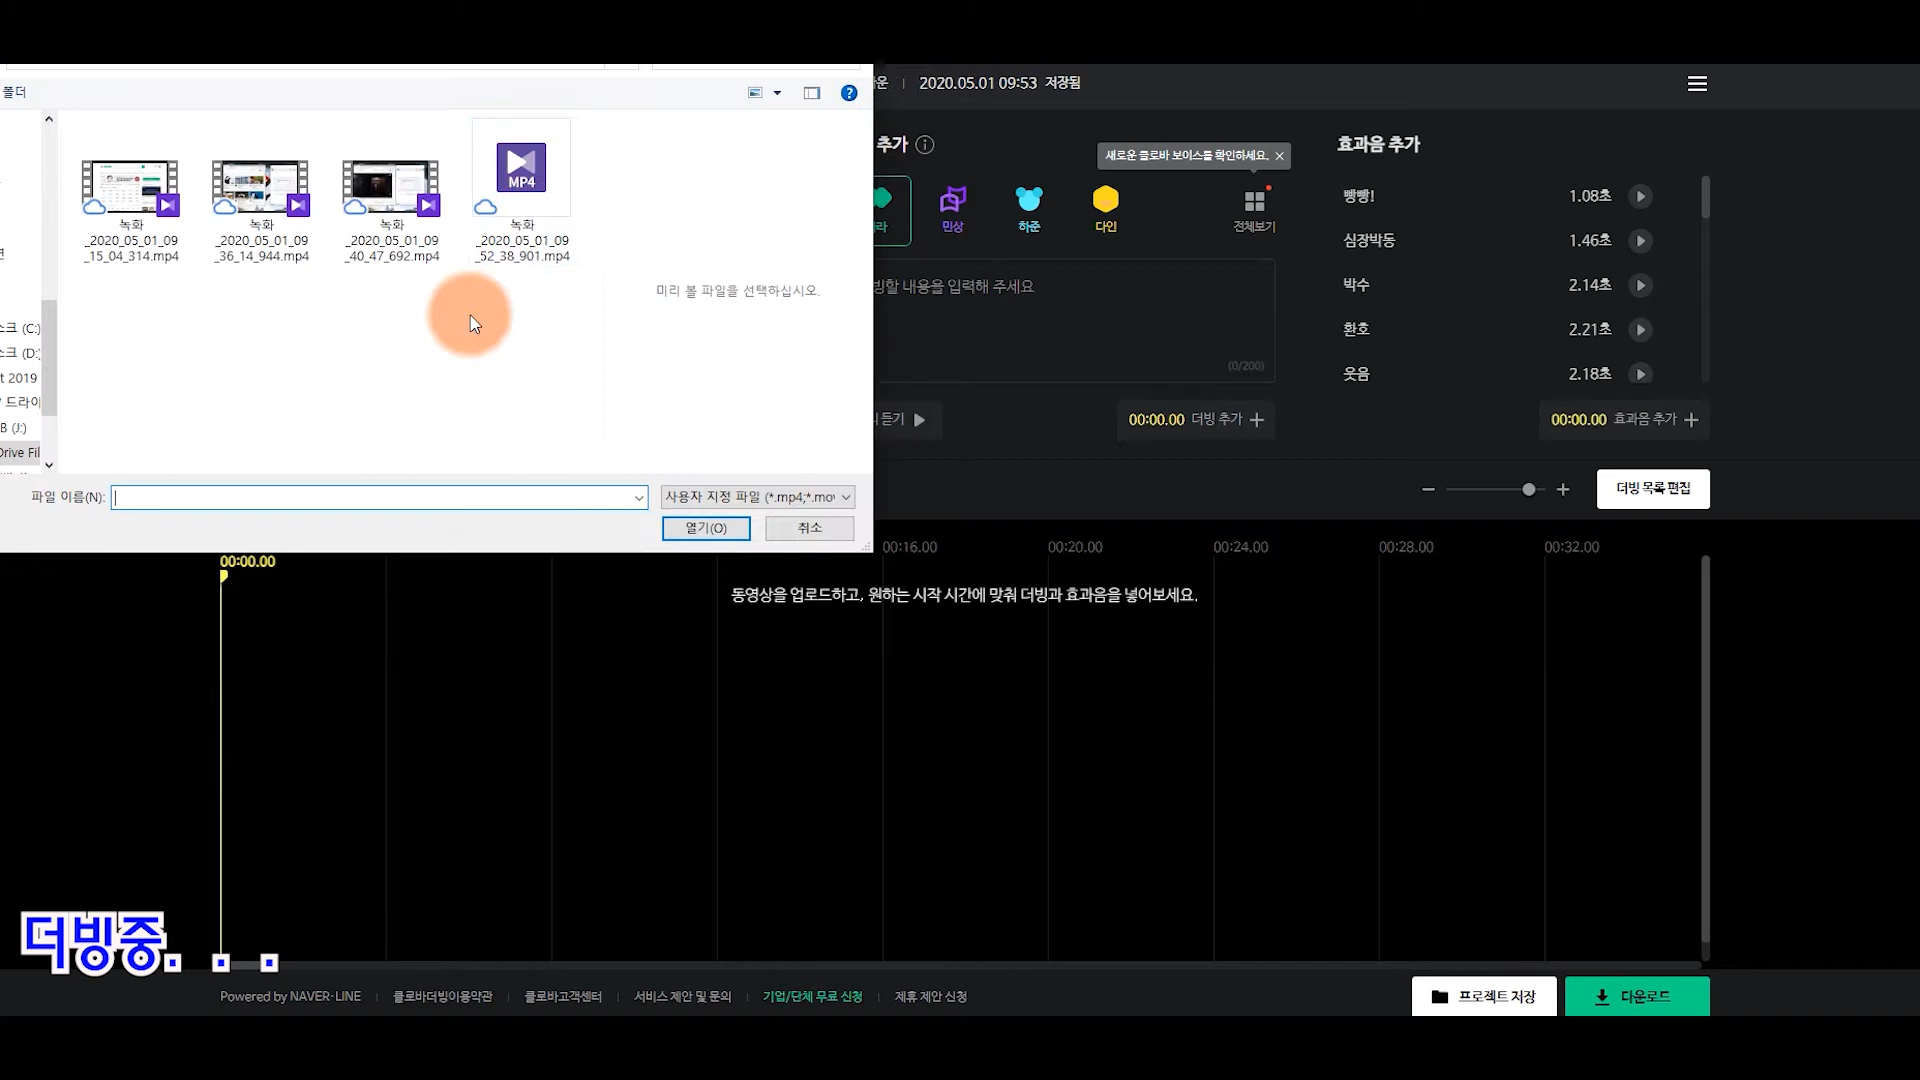 폴더
녹화
_2020_05_01_09
_15_04_314.mp4
녹화
_2020_05_01_09
_36_14_944.mp4
녹화
_2020_05_01_09
_40_47_692.mp4
MP4
녹화
_2020_05_01_09
_52_38_901.mp4
미리 볼 파일을 선택하십시오.
스크 (C:)
스크 (D:)
t 2019
드라이
B (J:)
Drive Fil
파일 이름(N):
사용자 지정 파일 (*.mp4;*.mov
열기(O)
취소
운 | 2020.05.01 09:53 저장됨
추가
새로운 클로바 보이스를 확인하세요.
라
민상
하준
다인
전체보기
빙할 내용을 입력해 주세요
(0/200)
듣기
00:00.00 더빙 추가
효과음 추가
빵빵! 1.08초
심장박동 1.46초
박수 2.14초
환호 2.21초
웃음 2.18초
00:00.00 효과음 추가
더빙 목록 편집
00:00.00
00:16.00
00:20.00
00:24.00
00:28.00
00:32.00
동영상을 업로드하고, 원하는 시작 시간에 맞춰 더빙과 효과음을 넣어보세요.
더빙중. . .
Powered by NAVER·LINE | 클로바더빙이용약관 | 클로바고객센터 | 서비스 제안 및 문의 | 기업/단체 무료 신청 | 제휴 제안 신청
프로젝트 저장
다운로드